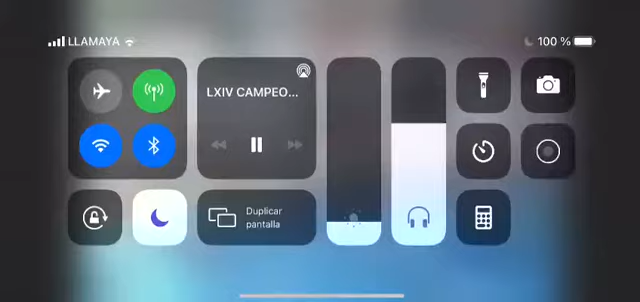 LLAMAYA
100 %
LXIV CAMPEO...
Duplicar
pantalla